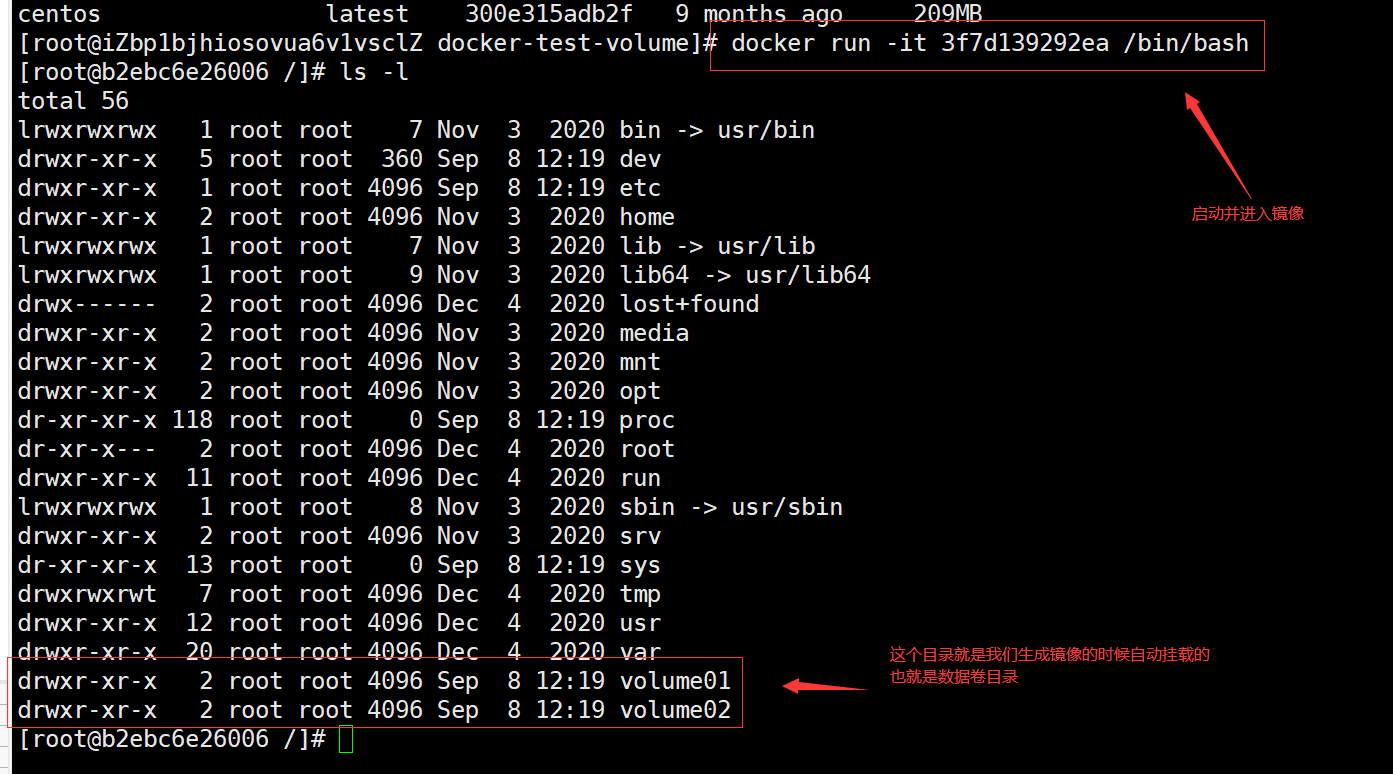 centos                latest    300e315adb2f   9 months ago     209MB
[root@iZbp1bjhiosovua6v1vsclZ docker-test-volume]# docker run -it 3f7d139292ea /bin/bash
[root@b2ebc6e26006 /]# ls -l
total 56
lrwxrwxrwx   1 root root    7 Nov  3  2020 bin -> usr/bin
drwxr-xr-x   5 root root  360 Sep  8 12:19 dev
drwxr-xr-x   1 root root 4096 Sep  8 12:19 etc
drwxr-xr-x   2 root root 4096 Nov  3  2020 home
启动并进入镜像
lrwxrwxrwx   1 root root    7 Nov  3  2020 lib -> usr/lib
lrwxrwxrwx   1 root root    9 Nov  3  2020 lib64 -> usr/lib64
drwx------   2 root root 4096 Dec  4  2020 lost+found
drwxr-xr-x   2 root root 4096 Nov  3  2020 media
drwxr-xr-x   2 root root 4096 Nov  3  2020 mnt
drwxr-xr-x   2 root root 4096 Nov  3  2020 opt
dr-xr-xr-x 118 root root    0 Sep  8 12:19 proc
dr-xr-x---   2 root root 4096 Dec  4  2020 root
drwxr-xr-x  11 root root 4096 Dec  4  2020 run
lrwxrwxrwx   1 root root    8 Nov  3  2020 sbin -> usr/sbin
drwxr-xr-x   2 root root 4096 Nov  3  2020 srv
dr-xr-xr-x  13 root root    0 Sep  8 12:19 sys
drwxrwxrwt   7 root root 4096 Dec  4  2020 tmp
drwxr-xr-x  12 root root 4096 Dec  4  2020 usr
drwxr-xr-x  20 root root 4096 Dec  4  2020 var
这个目录就是我们生成镜像的时候自动挂载的
也就是数据卷目录
drwxr-xr-x   2 root root 4096 Sep  8 12:19 volume01
drwxr-xr-x   2 root root 4096 Sep  8 12:19 volume02
[root@b2ebc6e26006 /]#